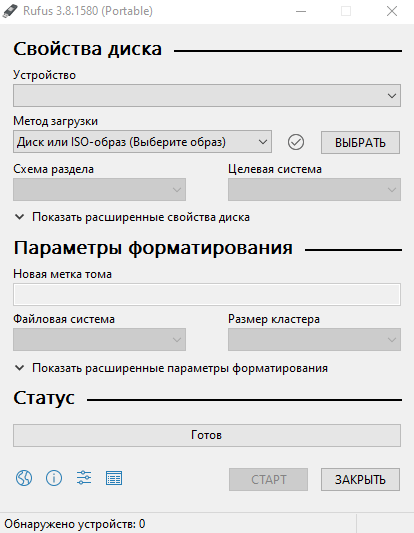 Rufus 3.8.1580 (Portable)
Свойства диска
Устройство
Метод загрузки
Диск или ISO-образ (Выберите образ)
ВЫБРАТЬ
Схема раздела
Целевая система
Показать расширенные свойства диска
Параметры форматирования
Новая метка тома
Файловая система
Размер кластера
Показать расширенные параметры форматирования
Статус
Готов
СТАРТ
ЗАКРЫТЬ
Обнаружено устройств: 0